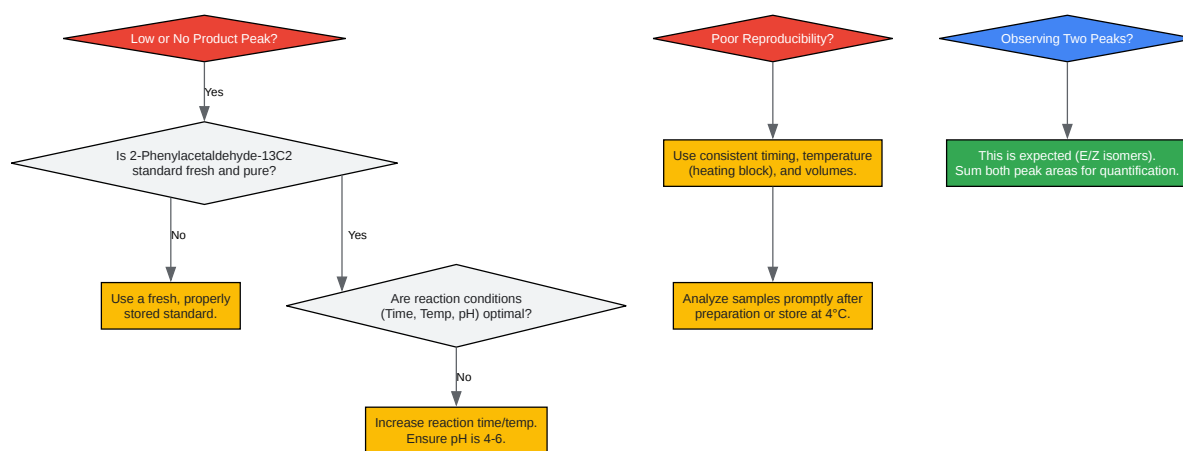 Low or No Product Peak?
Poor Reproducibility?
Observing Two Peaks?
Yes
Is 2-Phenylacetaldehyde-13C2
standard fresh and pure?
Use consistent timing, temperature
(heating block), and volumes.
This is expected (E/Z isomers).
Sum both peak areas for quantification.
No
Yes
Use a fresh, properly
stored standard.
Are reaction conditions
(Time, Temp, pH) optimal?
Analyze samples promptly after
preparation or store at 4°C.
No
Increase reaction time/temp.
Ensure pH is 4-6.